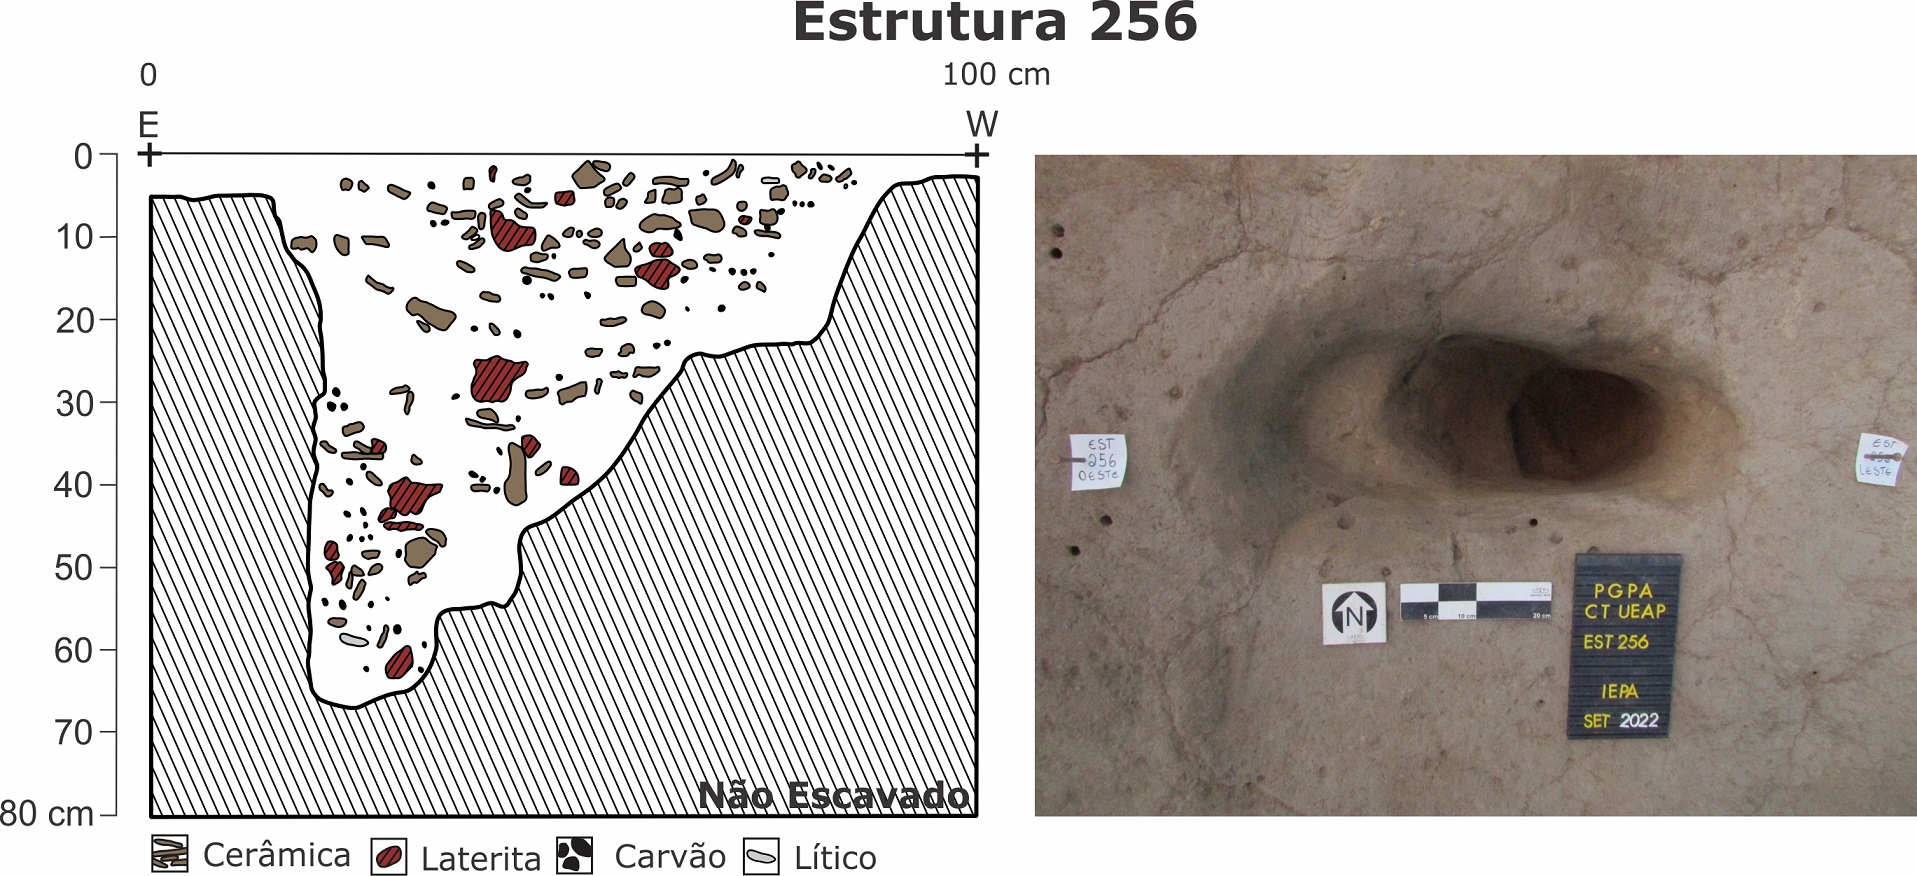 Estrutura 256
0 100 cm
E W
0
10
20
30
40
50
60
70
80 cm
Não Escavado
Cerâmica Laterita Carvão Lítico
EST
256
OESTE
EST
LESTE
N
5 cm 10 cm 20 cm
PGPA
CT UEAP
EST 256
IEPA
SET 2022